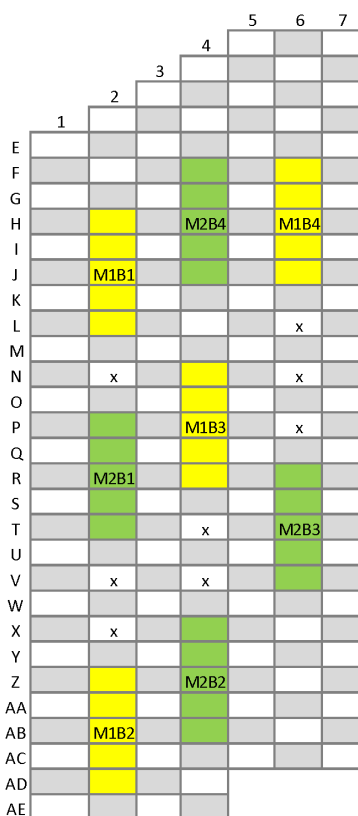 5 6 7
4
3
2
1
E
F
G
H M2B4 M1B4
I
J M1B1
K
L x
M
N x x
O
P M1B3 x
Q
R M2B1
S
T x M2B3
U
V x x
W
X x
Y
Z M2B2
AA
AB M1B2
AC
AD
AE